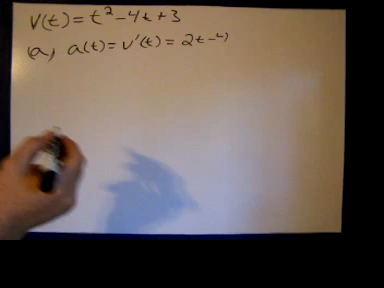 v(t) = t² - 4t + 3
(a) a(t) = v'(t) = 2t - 4